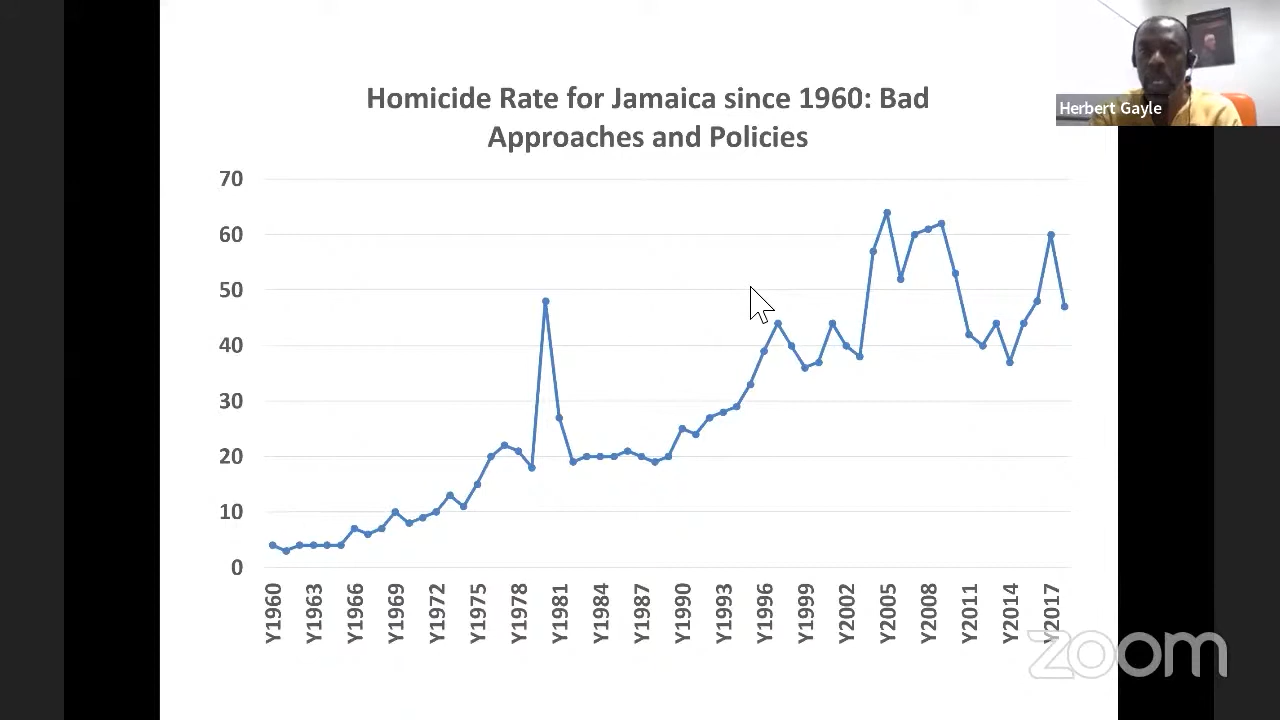 Homicide Rate for Jamaica since 1960: Bad
Approaches and Policies
Herbert Gayle
70
60
50
40
30
20
10
0
Y1960
Y1963
Y1966
Y1969
Y1972
Y1975
Y1978
Y1981
Y1984
Y1987
Y1990
Y1993
Y1996
Y1999
Y2002
Y2005
Y2008
Y2011
Y2014
Y2017
zoom